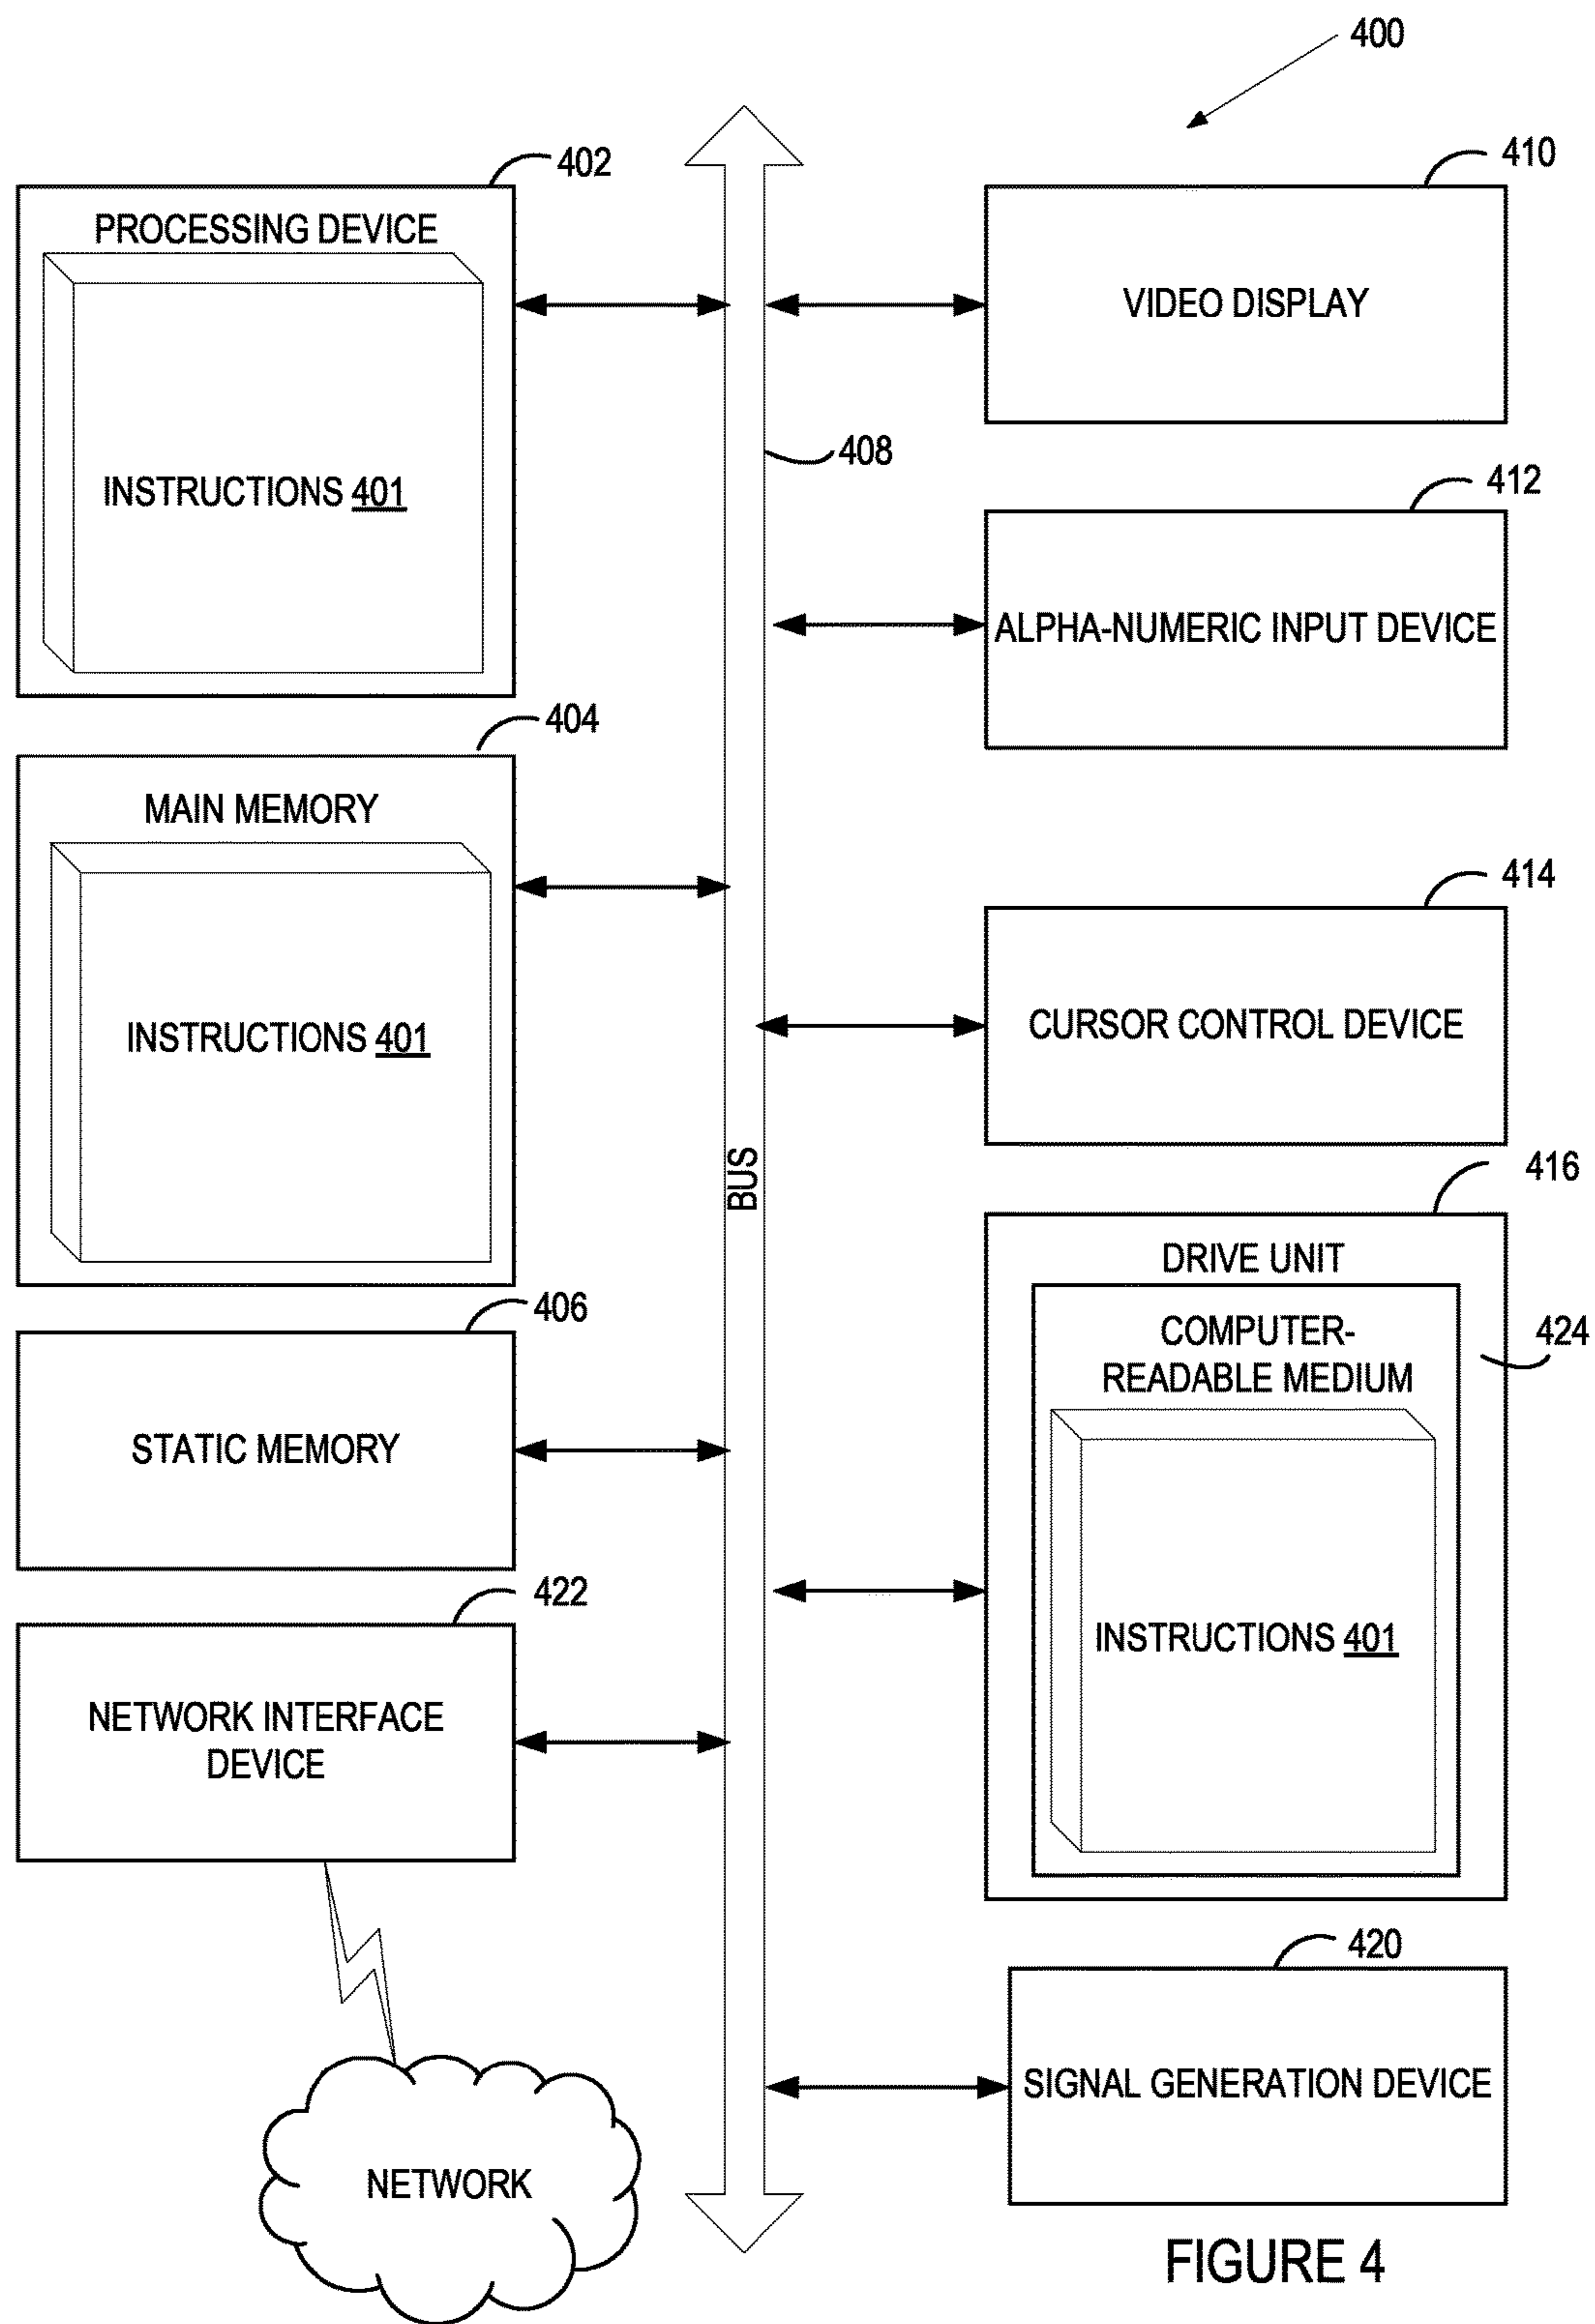 400
402
PROCESSING DEVICE
INSTRUCTIONS 401
404
MAIN MEMORY
INSTRUCTIONS 401
406
STATIC MEMORY
422
NETWORK INTERFACE
DEVICE
NETWORK
BUS
408
410
VIDEO DISPLAY
412
ALPHA-NUMERIC INPUT DEVICE
414
CURSOR CONTROL DEVICE
416
DRIVE UNIT
424
COMPUTER-
READABLE MEDIUM
INSTRUCTIONS 401
420
SIGNAL GENERATION DEVICE
FIGURE 4